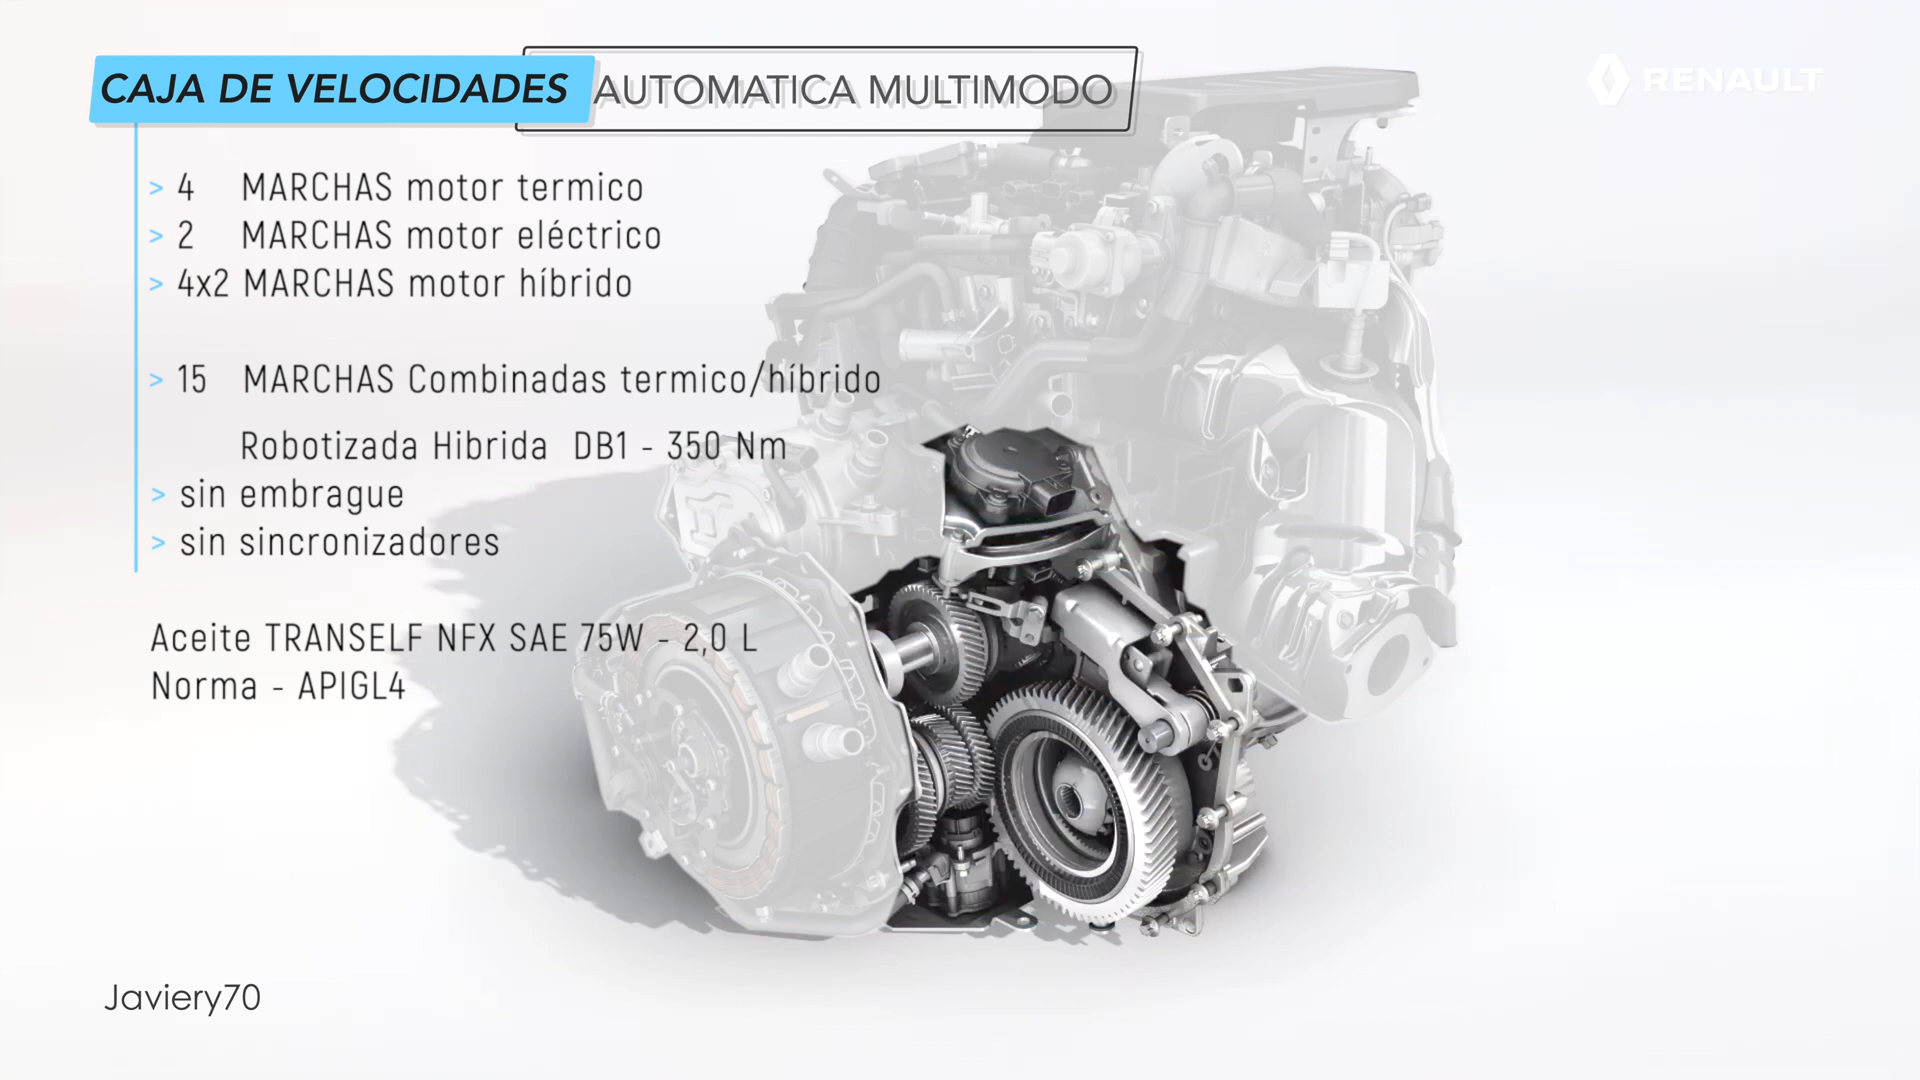 CAJA DE VELOCIDADES AUTOMATICA MULTIMODO
RENAULT
> 4 MARCHAS motor termico
> 2 MARCHAS motor eléctrico
> 4x2 MARCHAS motor híbrido
> 15 MARCHAS Combinadas termico/híbrido
Robotizada Hibrida DB1 - 350 Nm
> sin embrague
> sin sincronizadores
Aceite TRANSELF NFX SAE 75W - 2,0 L
Norma - APIGL4
Javiery70